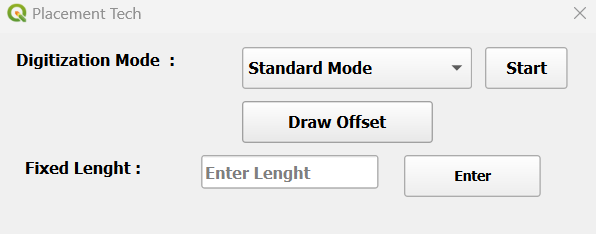 Placement Tech
Digitization Mode : Standard Mode Start
Draw Offset
Fixed Lenght : Enter Lenght Enter